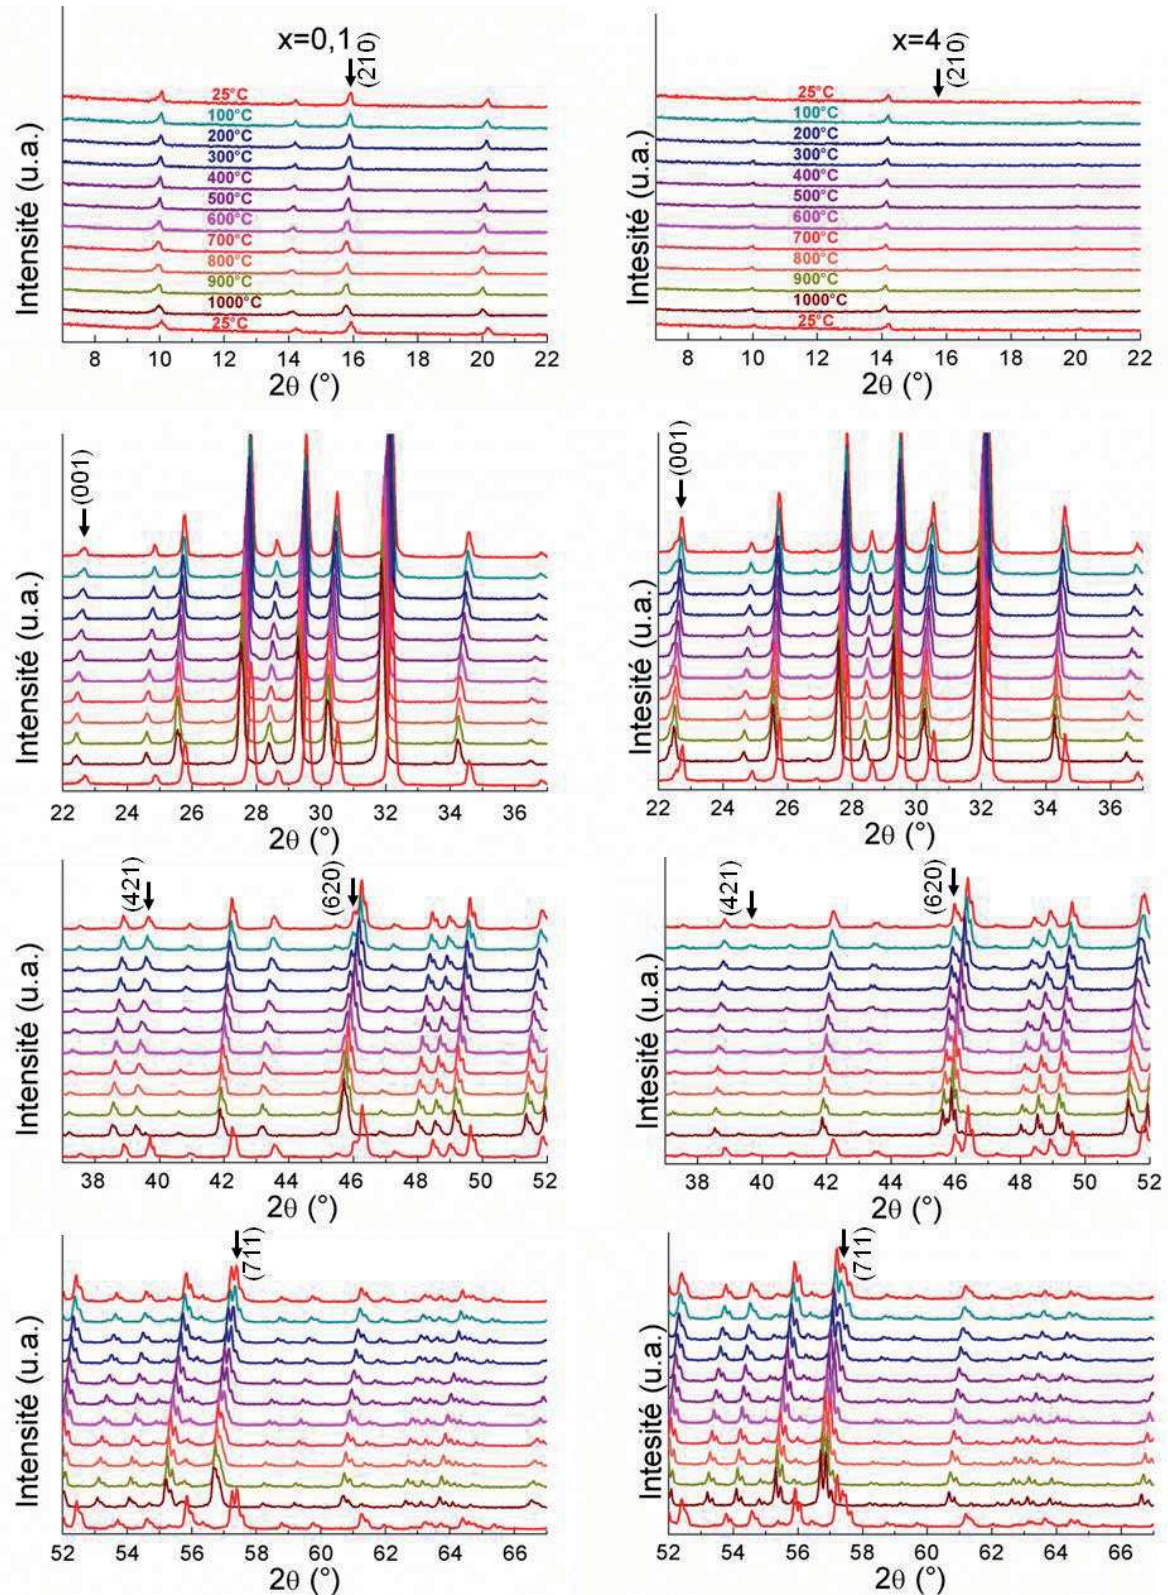 x=0,1
(210)
25°C
100°C
200°C
300°C
400°C
500°C
600°C
700°C
800°C
900°C
1000°C
25°C
Intensité (u.a.)
8 10 12 14 16 18 20 22
2θ (°)
x=4
(210)
25°C
100°C
200°C
300°C
400°C
500°C
600°C
700°C
800°C
900°C
1000°C
25°C
Intesité (u.a.)
8 10 12 14 16 18 20 22
2θ (°)
(001)
Intensité (u.a.)
22 24 26 28 30 32 34 36
2θ (°)
(001)
Intesité (u.a.)
22 24 26 28 30 32 34 36
2θ (°)
(421)
(620)
Intensité (u.a.)
38 40 42 44 46 48 50 52
2θ (°)
(421)
(620)
Intesité (u.a.)
38 40 42 44 46 48 50 52
2θ (°)
(711)
Intensité (u.a.)
52 54 56 58 60 62 64 66
2θ (°)
(711)
Intesité (u.a.)
52 54 56 58 60 62 64 66
2θ (°)